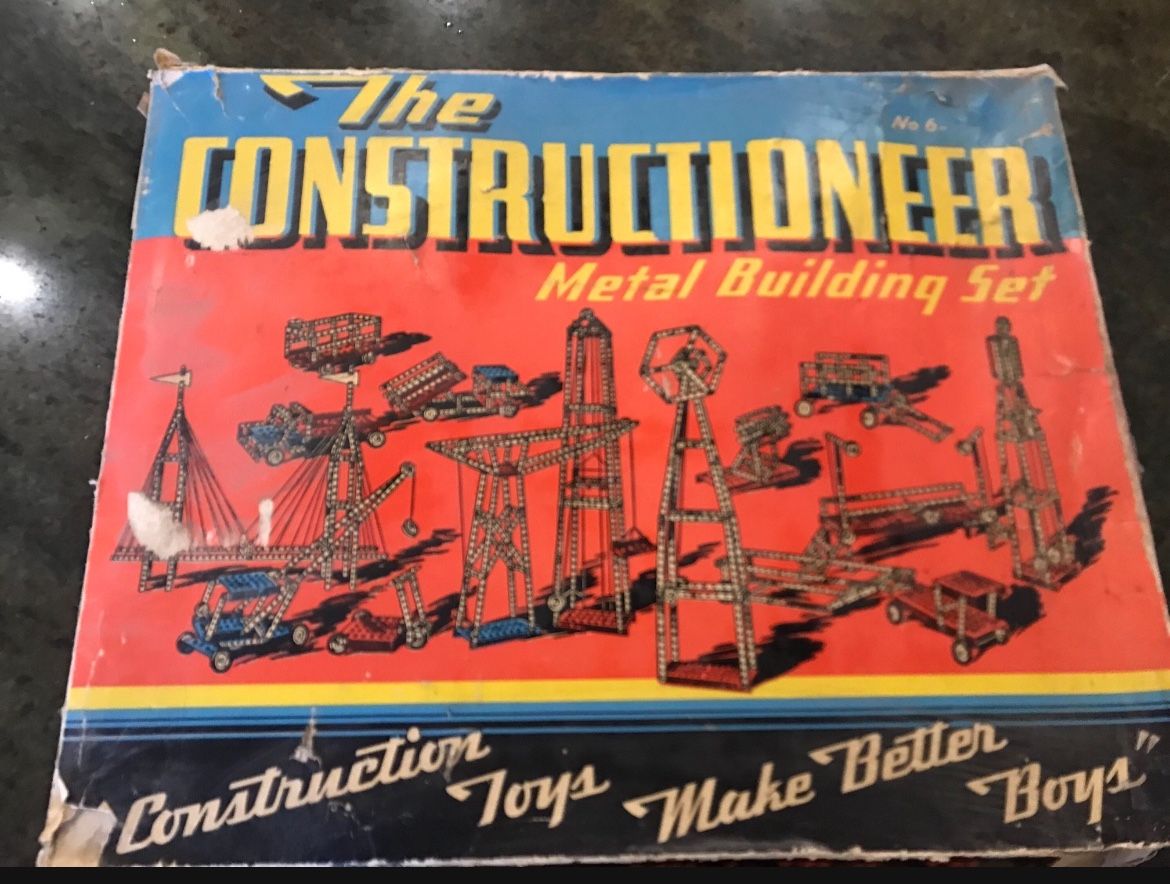 The
No 6-
CONSTRUCTIONEER
Metal Building Set
Construction Toys Make Better Boys"